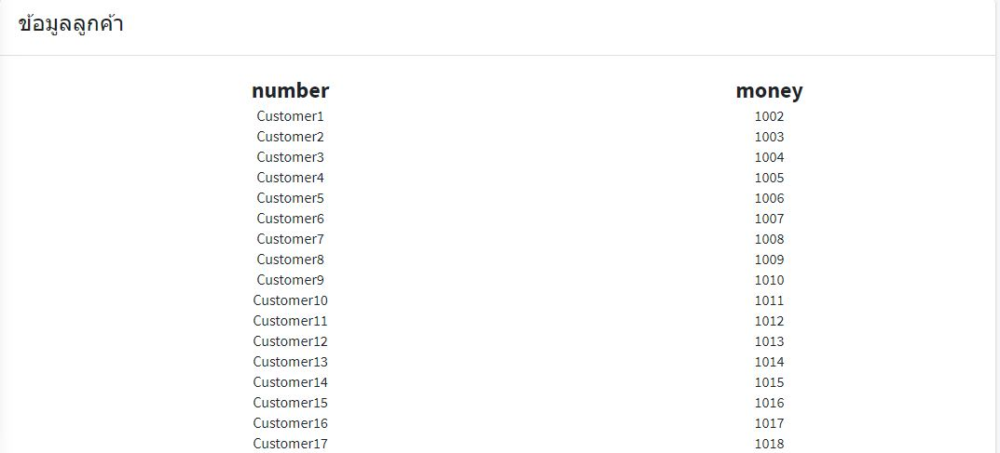 ข้อมูลลูกค้า
number money
Customer1 1002
Customer2 1003
Customer3 1004
Customer4 1005
Customer5 1006
Customer6 1007
Customer7 1008
Customer8 1009
Customer9 1010
Customer10 1011
Customer11 1012
Customer12 1013
Customer13 1014
Customer14 1015
Customer15 1016
Customer16 1017
Customer17 1018